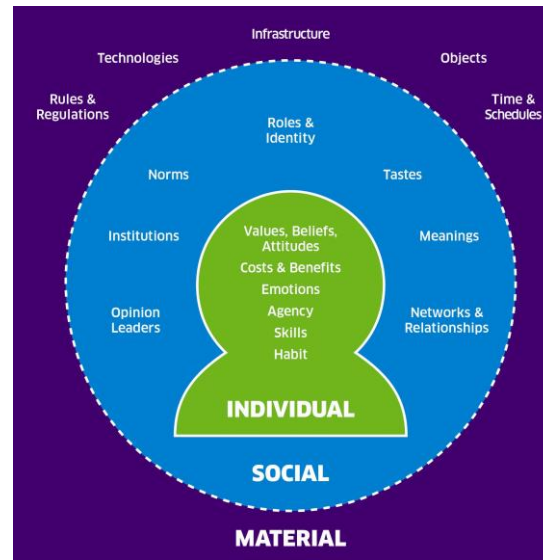 Infrastructure
Technologies
Objects
Rules &
Regulations
Time &
Schedules
Roles &
Identity
Norms
Tastes
Institutions
Values, Beliefs,
Attitudes
Meanings
Costs & Benefits
Emotions
Agency
Opinion
Leaders
Networks &
Relationships
Skills
Habit
INDIVIDUAL
SOCIAL
MATERIAL